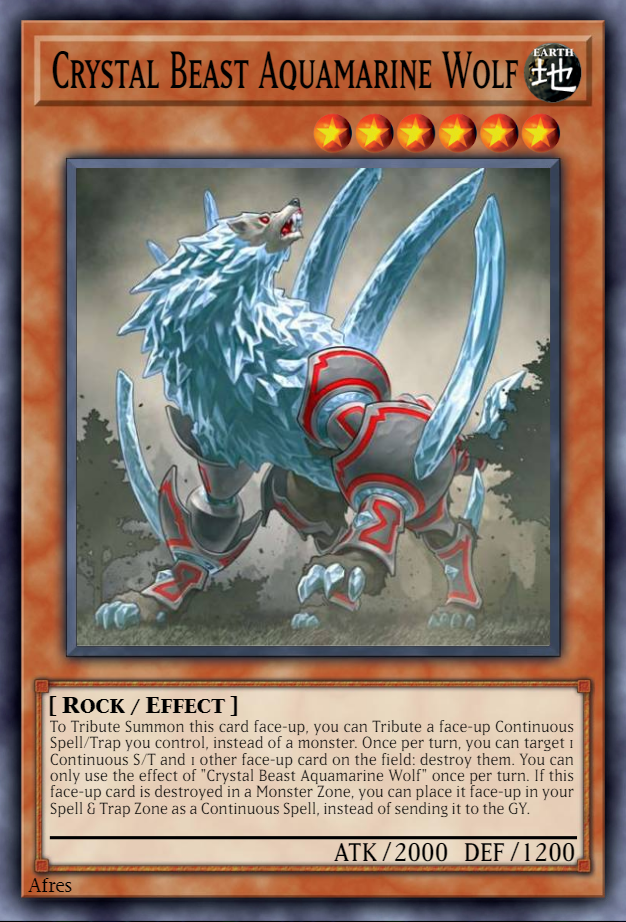 Crystal Beast Aquamarine Wolf
EARTH
地
[ Rock / Effect ]
To Tribute Summon this card face-up, you can Tribute a face-up Continuous
Spell/Trap you control, instead of a monster. Once per turn, you can target 1
Continuous S/T and 1 other face-up card on the field: destroy them. You can
only use the effect of "Crystal Beast Aquamarine Wolf" once per turn. If this
face-up card is destroyed in a Monster Zone, you can place it face-up in your
Spell & Trap Zone as a Continuous Spell, instead of sending it to the GY.
ATK/2000 DEF/1200
Afres